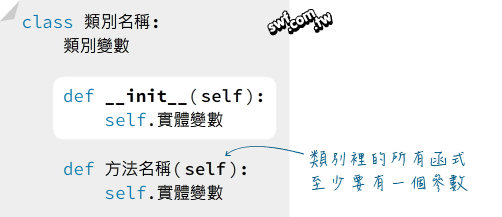 class 類別名稱:
類別變數
swf.com.tw
def __init__(self):
self.實體變數
def 方法名稱(self):
self.實體變數
類別裡的所有函式
至少要有一個參數